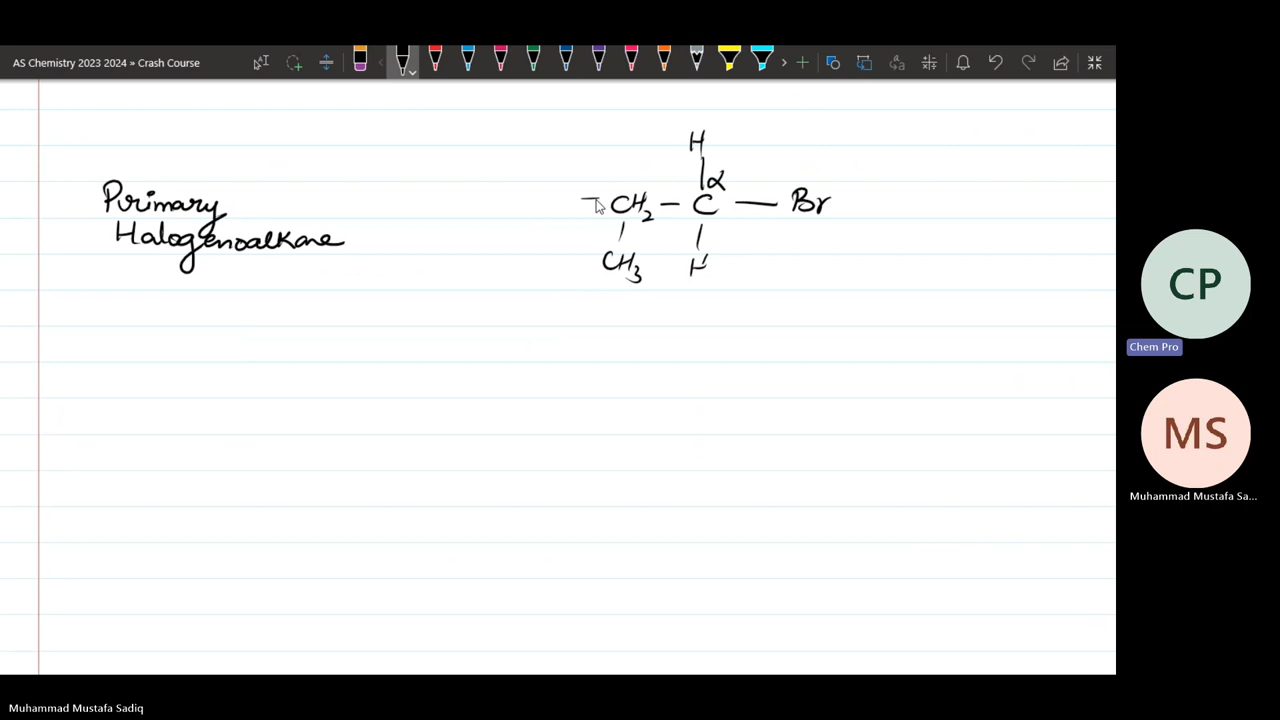 AS Chemistry 2023 2024 » Crash Course
H
α
Primary
CH2 – C — Br
Halogenoalkane
CH3
H
CP
Chem Pro
MS
Muhammad Mustafa Sa...
Muhammad Mustafa Sadiq